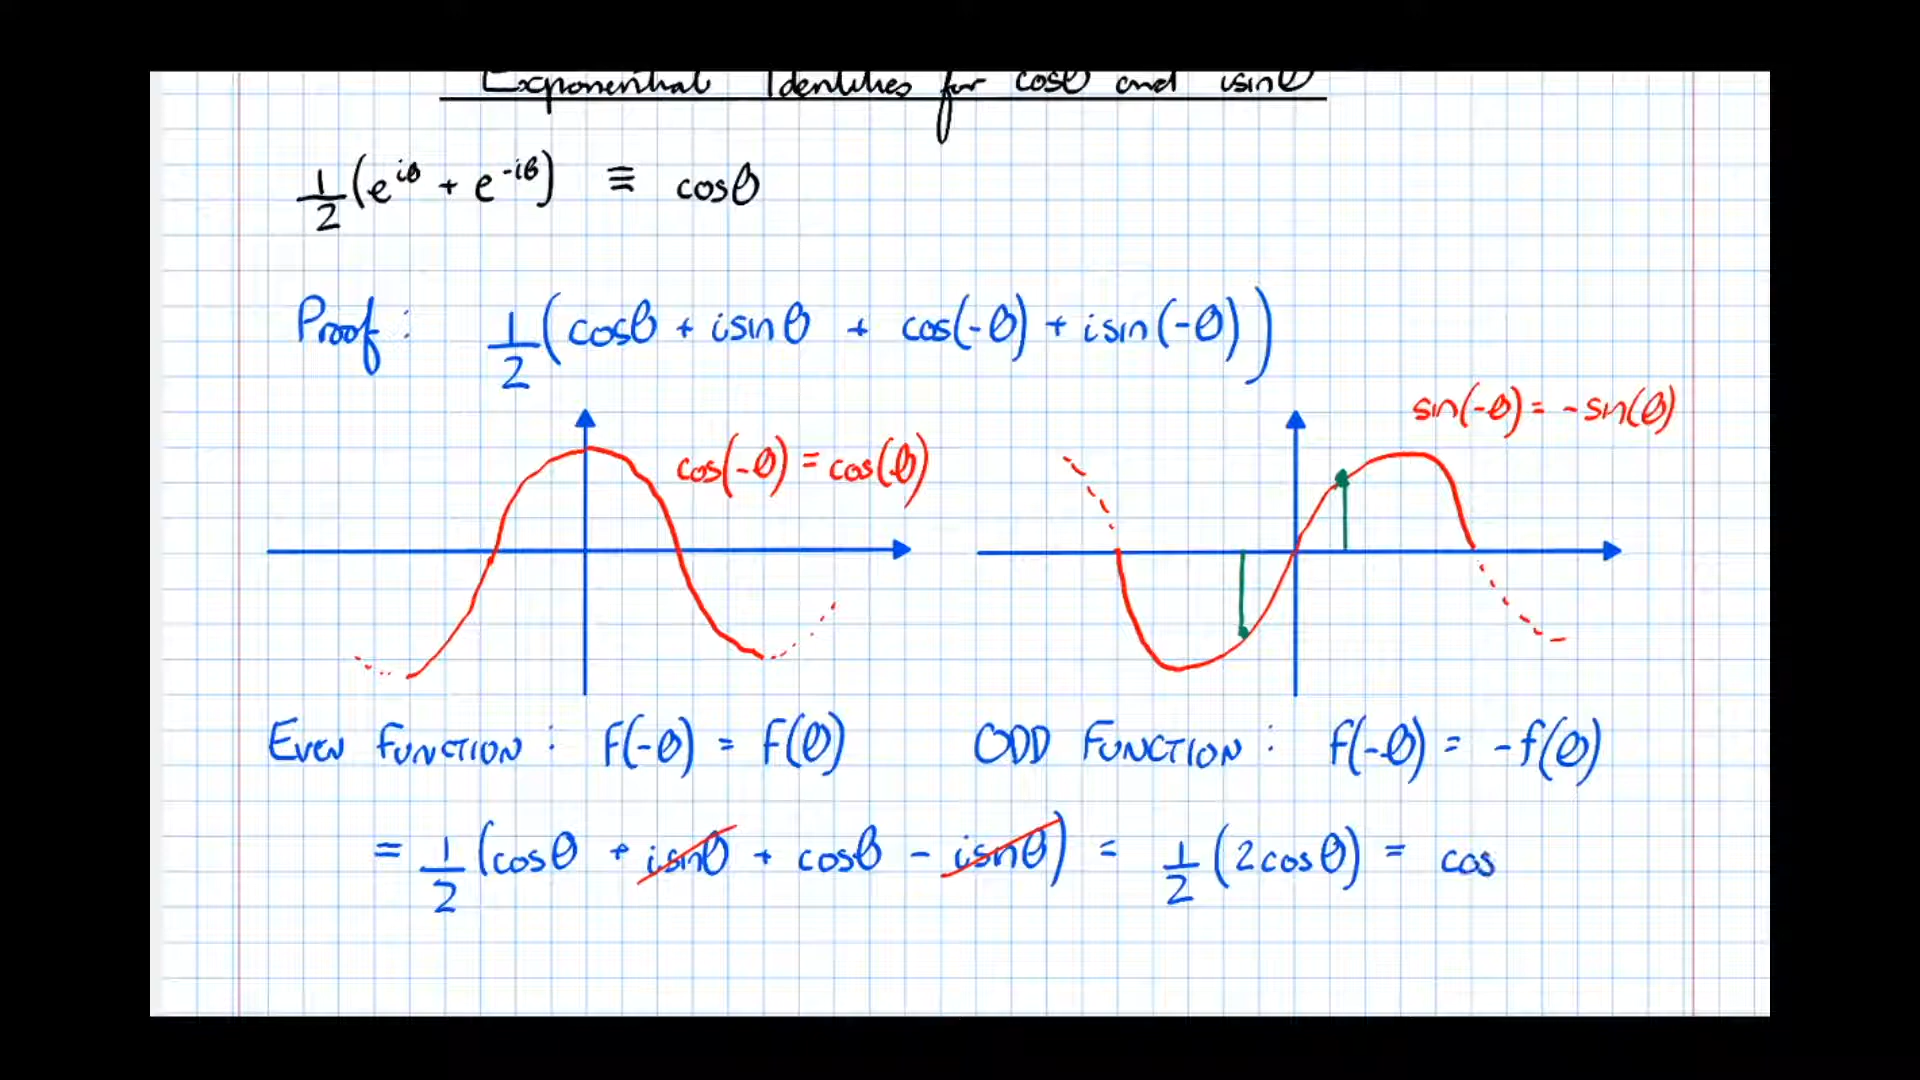 Exponential Identities for cosθ and isinθ
1/2(e^{iθ} + e^{-iθ}) ≡ cosθ
Proof: 1/2(cosθ + isinθ + cos(-θ) + isin(-θ))
sin(-θ) = -sin(θ)
cos(-θ) = cos(θ)
EVEN FUNCTION: f(-θ) = f(θ)
ODD FUNCTION: f(-θ) = -f(θ)
= 1/2(cosθ + isinθ + cosθ - isinθ) = 1/2(2cosθ) = cos